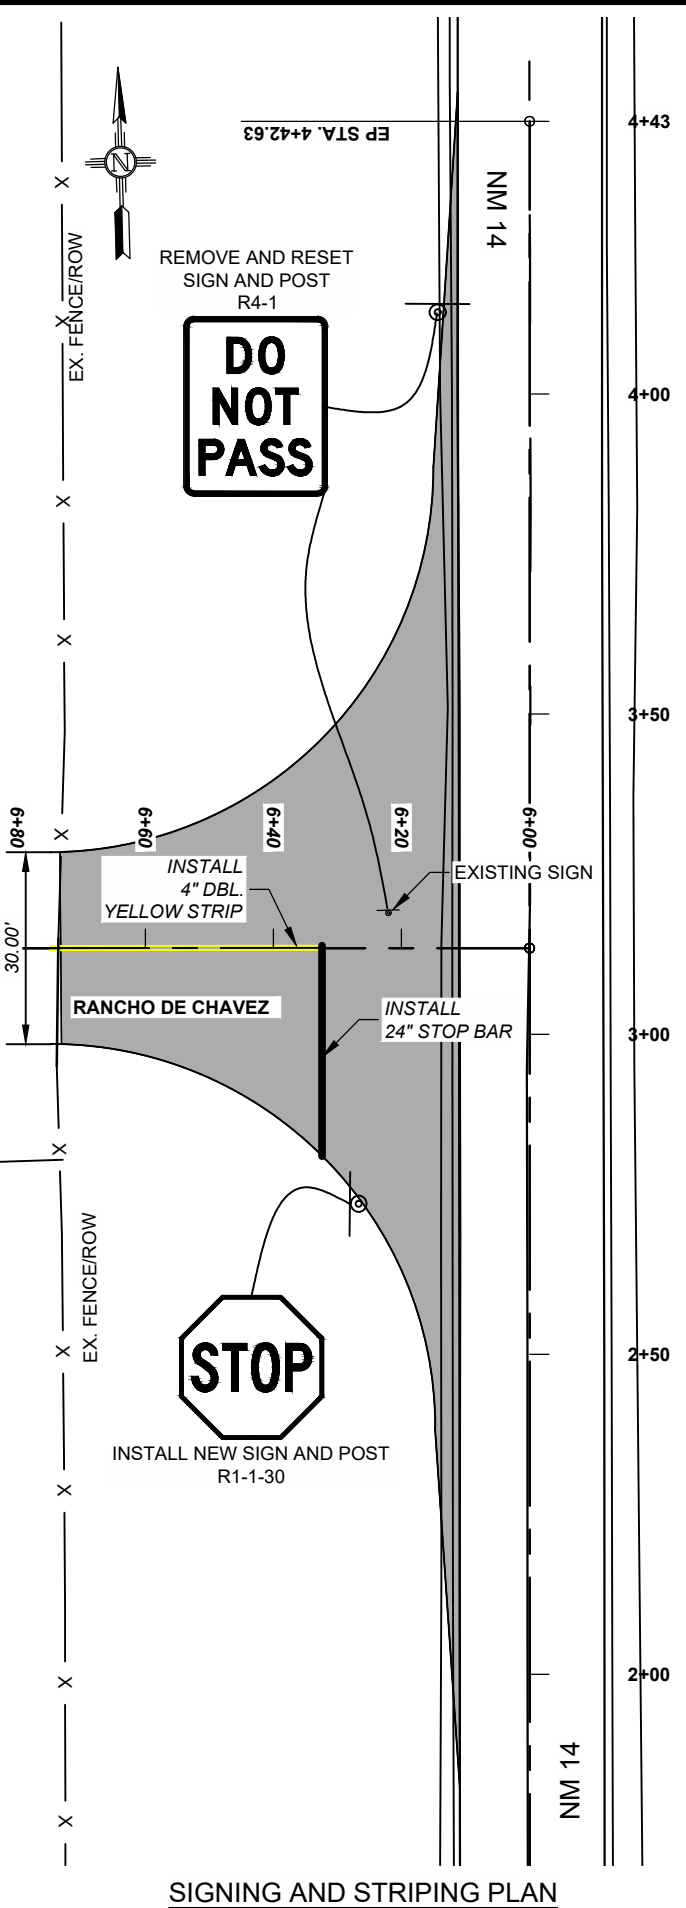 EP STA. 4+42.63
4+43
NM 14
N
X
EX. FENCE/ROW
X
REMOVE AND RESET
SIGN AND POST
R4-1
DO
NOT
PASS
4+00
X
X
3+50
X
6+80
6+60
6+40
6+20
6+00
INSTALL
4" DBL.
YELLOW STRIP
EXISTING SIGN
30.00'
RANCHO DE CHAVEZ
INSTALL
24" STOP BAR
3+00
X
EX. FENCE/ROW
STOP
2+50
X
INSTALL NEW SIGN AND POST
R1-1-30
X
2+00
X
NM 14
X
SIGNING AND STRIPING PLAN